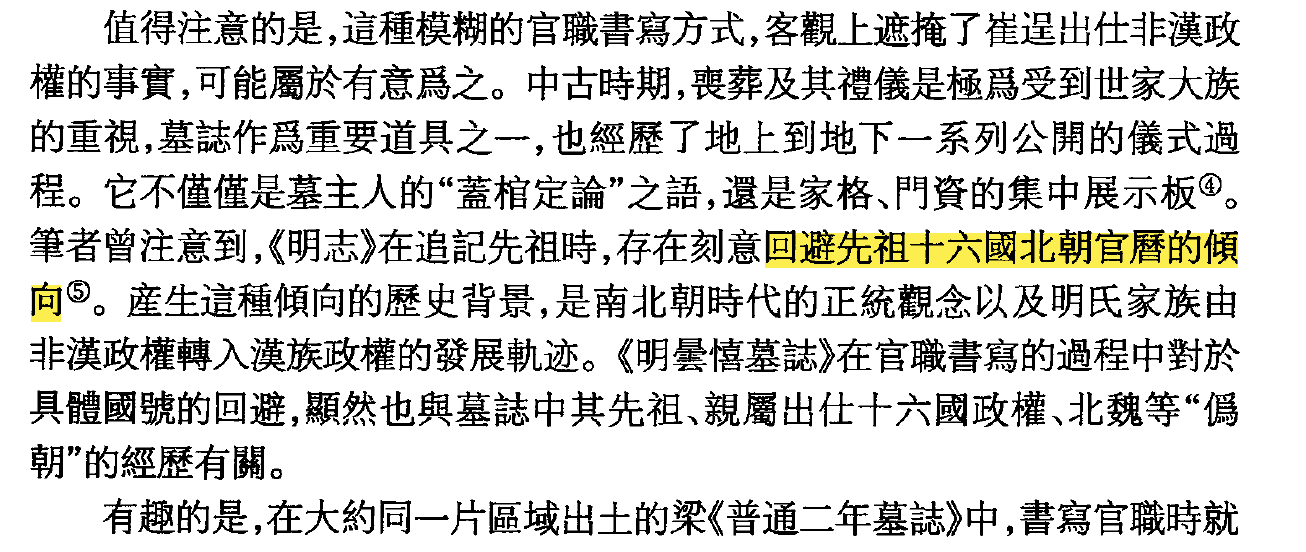 值得注意的是,這種模糊的官職書寫方式,客觀上遮掩了崔逞出仕非漢政
權的事實,可能屬於有意爲之。中古時期,喪葬及其禮儀是極爲受到世家大族
的重視,墓誌作爲重要道具之一,也經歷了地上到地下一系列公開的儀式過
程。它不僅僅是墓主人的“蓋棺定論”之語,還是家格、門資的集中展示板④。
筆者曾注意到,《明志》在追記先祖時,存在刻意回避先祖十六國北朝官曆的傾
向⑤。産生這種傾向的歷史背景,是南北朝時代的正統觀念以及明氏家族由
非漢政權轉入漢族政權的發展軌迹。《明曇憘墓誌》在官職書寫的過程中對於
具體國號的回避,顯然也與墓誌中其先祖、親屬出仕十六國政權、北魏等“僞
朝”的經歷有關。
有趣的是,在大約同一片區域出土的梁《普通二年墓誌》中,書寫官職時就